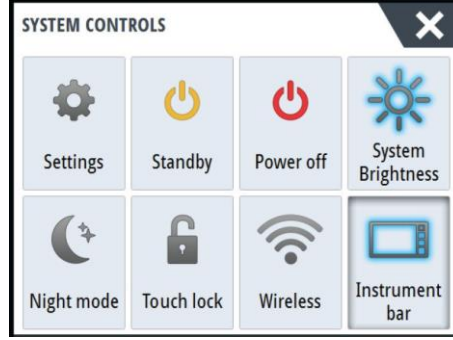 SYSTEM CONTROLS
Settings
Standby
Power off
System
Brightness
Night mode
Touch lock
Wireless
Instrument
bar